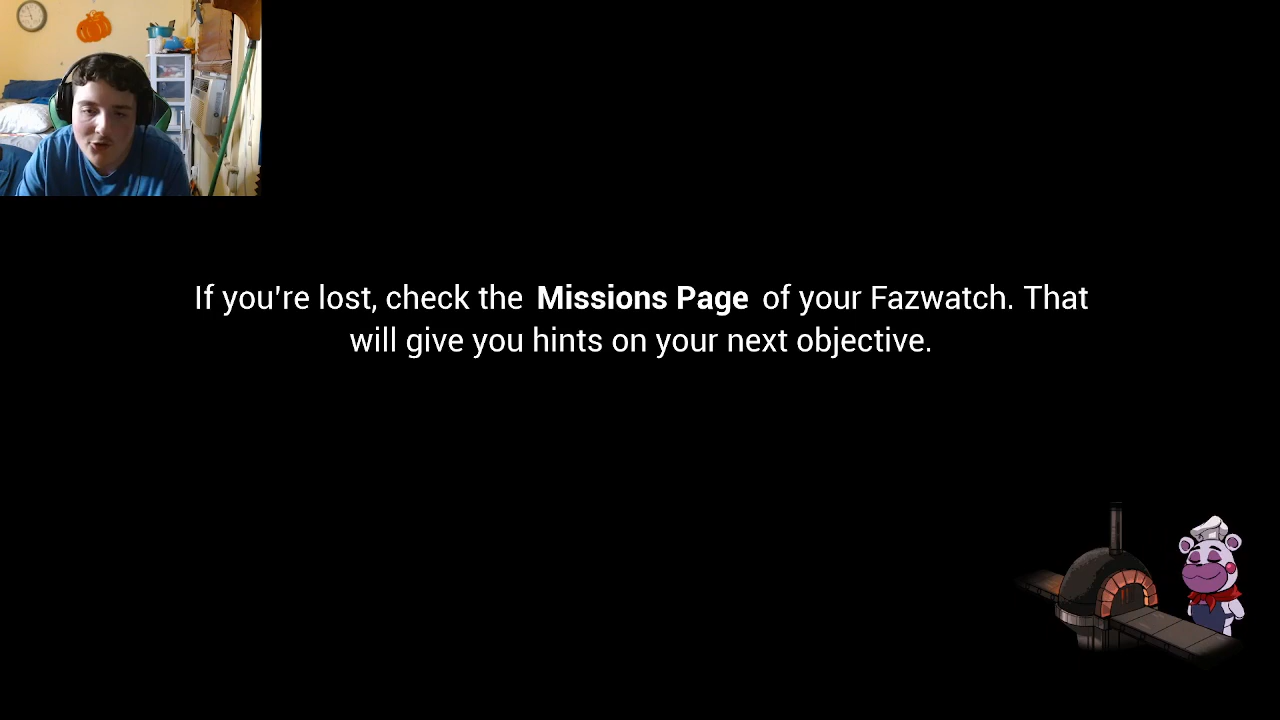 If you're lost, check the Missions Page of your Fazwatch. That
will give you hints on your next objective.